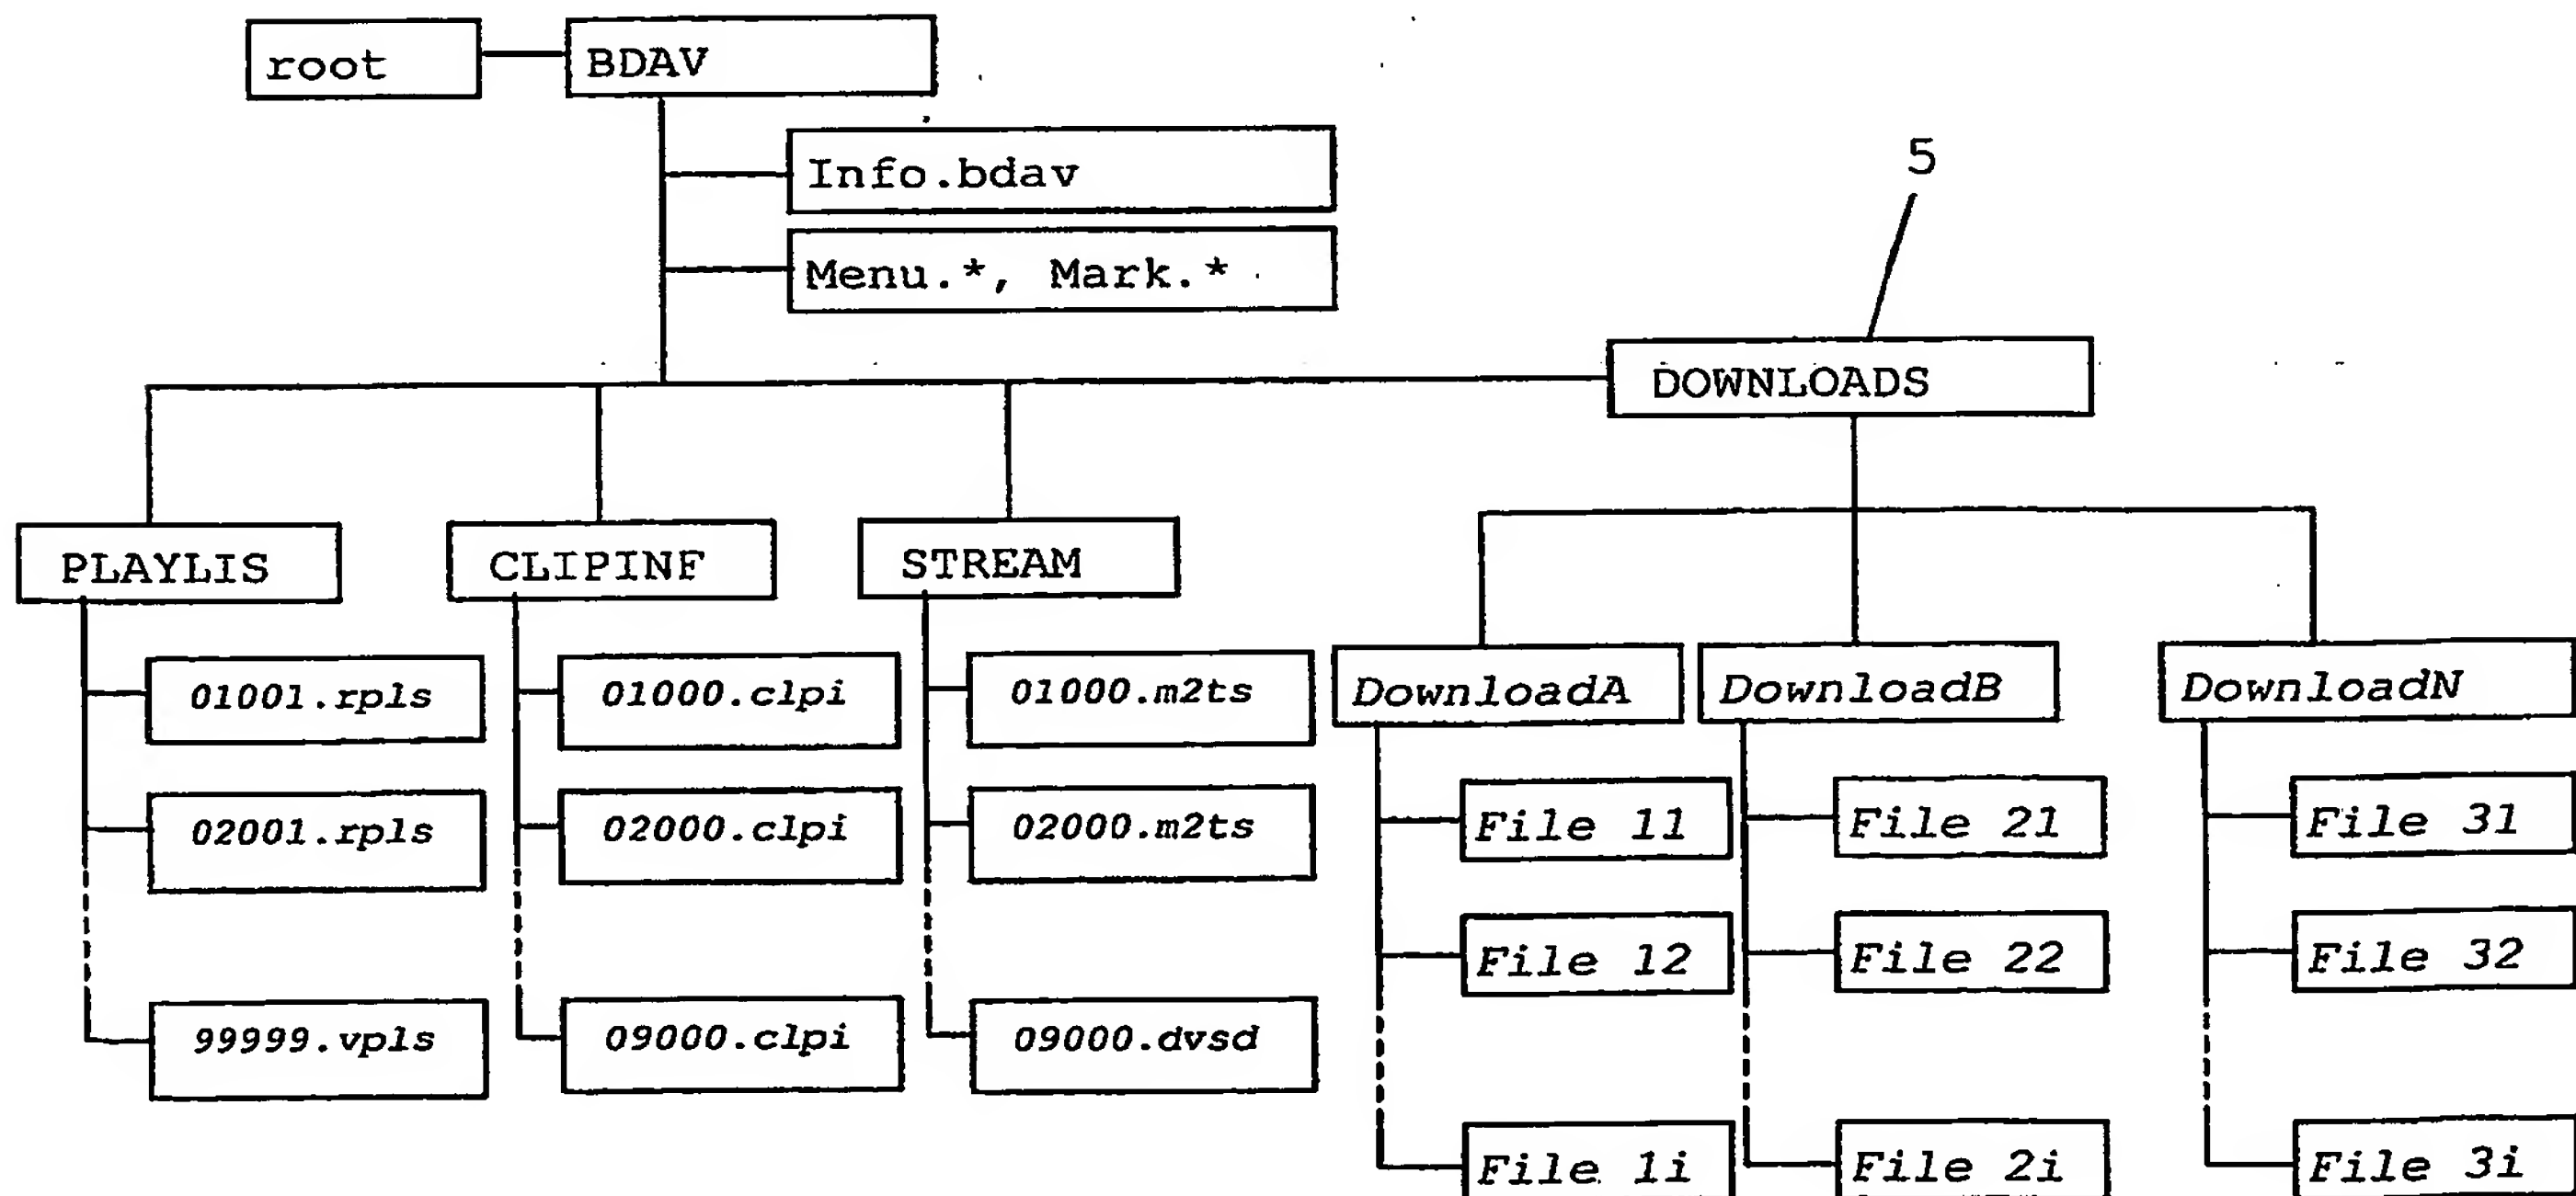 root
BDAV
Info.bdav
Menu.*, Mark.*
5
DOWNLOADS
PLAYLIS
CLIPINF
STREAM
01001.rpls
01000.clpi
01000.m2ts
DownloadA
DownloadB
DownloadN
02001.rpls
02000.clpi
02000.m2ts
File 11
File 21
File 31
File 12
File 22
File 32
99999.vpls
09000.clpi
09000.dvsd
File 1i
File 2i
File 3i